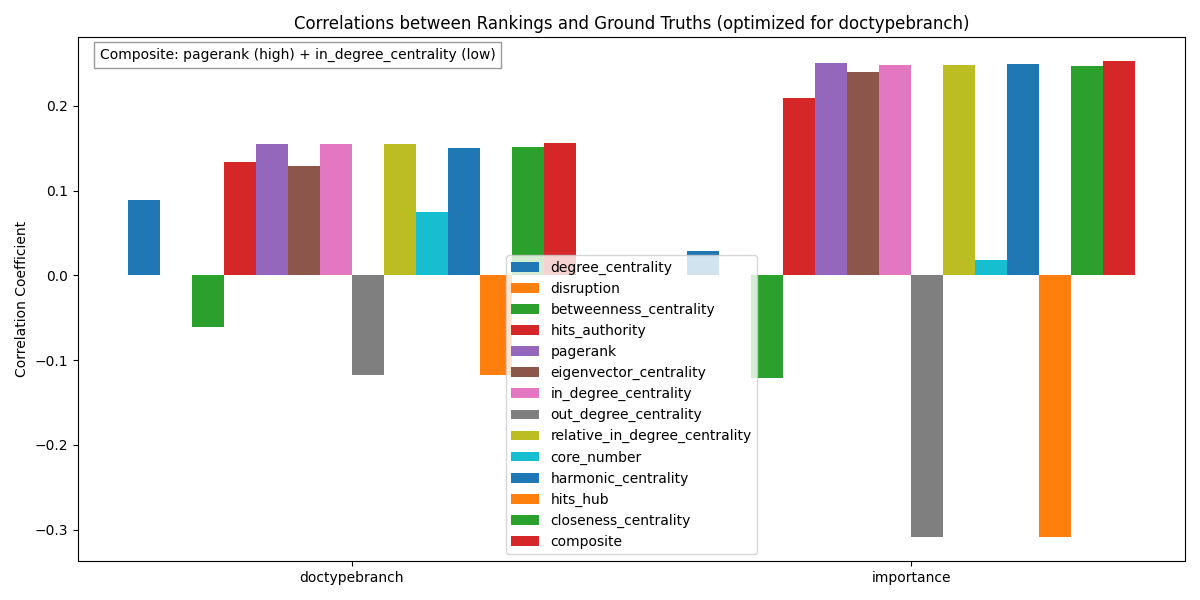 Correlations between Rankings and Ground Truths (optimized for doctypebranch)
Composite: pagerank (high) + in_degree_centrality (low)
Correlation Coefficient
0.2
0.1
0.0
−0.1
−0.2
−0.3
degree_centrality
disruption
betweenness_centrality
hits_authority
pagerank
eigenvector_centrality
in_degree_centrality
out_degree_centrality
relative_in_degree_centrality
core_number
harmonic_centrality
hits_hub
closeness_centrality
composite
doctypebranch
importance